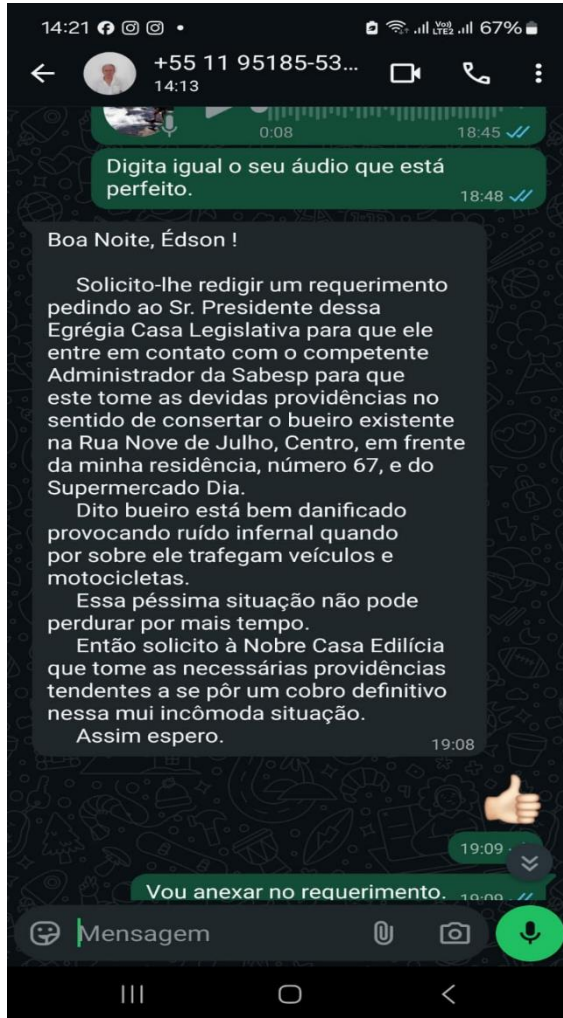 14:21
67%
+55 11 95185-53...
14:13
0:08 18:45
Digita igual o seu áudio que está
perfeito.
18:48
Boa Noite, Édson !
Solicito-lhe redigir um requerimento
pedindo ao Sr. Presidente dessa
Egrégia Casa Legislativa para que ele
entre em contato com o competente
Administrador da Sabesp para que
este tome as devidas providências no
sentido de consertar o bueiro existente
na Rua Nove de Julho, Centro, em frente
da minha residência, número 67, e do
Supermercado Dia.
Dito bueiro está bem danificado
provocando ruído infernal quando
por sobre ele trafegam veículos e
motocicletas.
Essa péssima situação não pode
perdurar por mais tempo.
Então solicito à Nobre Casa Edilícia
que tome as necessárias providências
tendentes a se pôr um cobro definitivo
nessa mui incômoda situação.
Assim espero.
19:08
19:09
Vou anexar no requerimento. 19:09
Mensagem